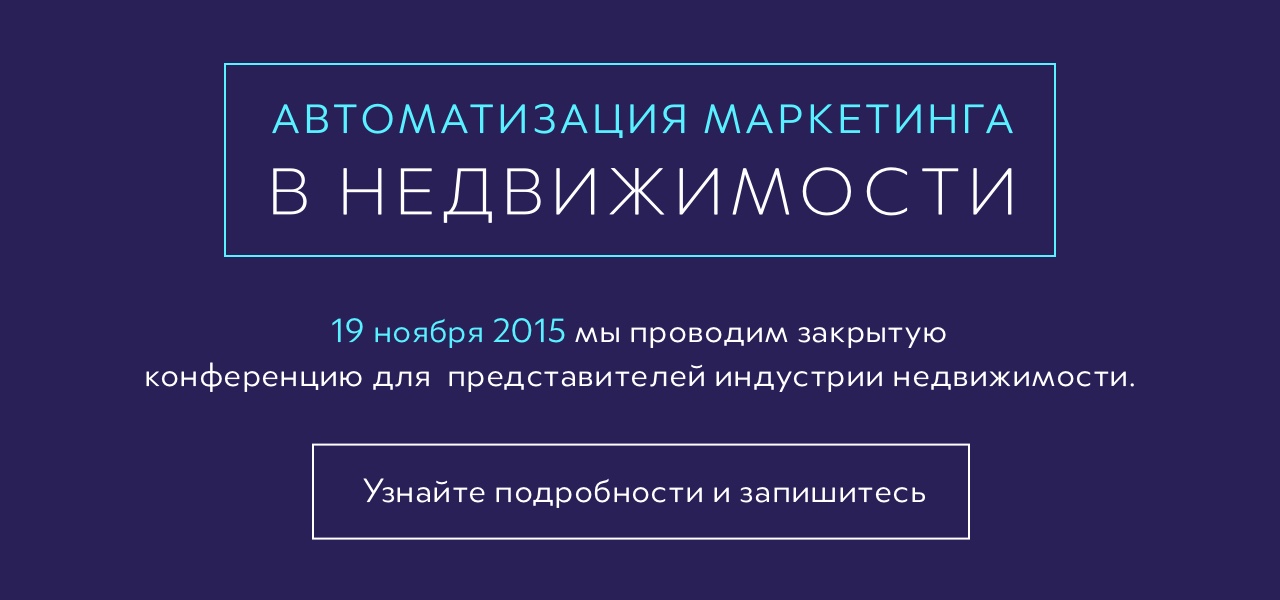 АВТОМАТИЗАЦИЯ МАРКЕТИНГА
В НЕДВИЖИМОСТИ
19 ноября 2015 мы проводим закрытую
конференцию для представителей индустрии недвижимости.
Узнайте подробности и запишитесь